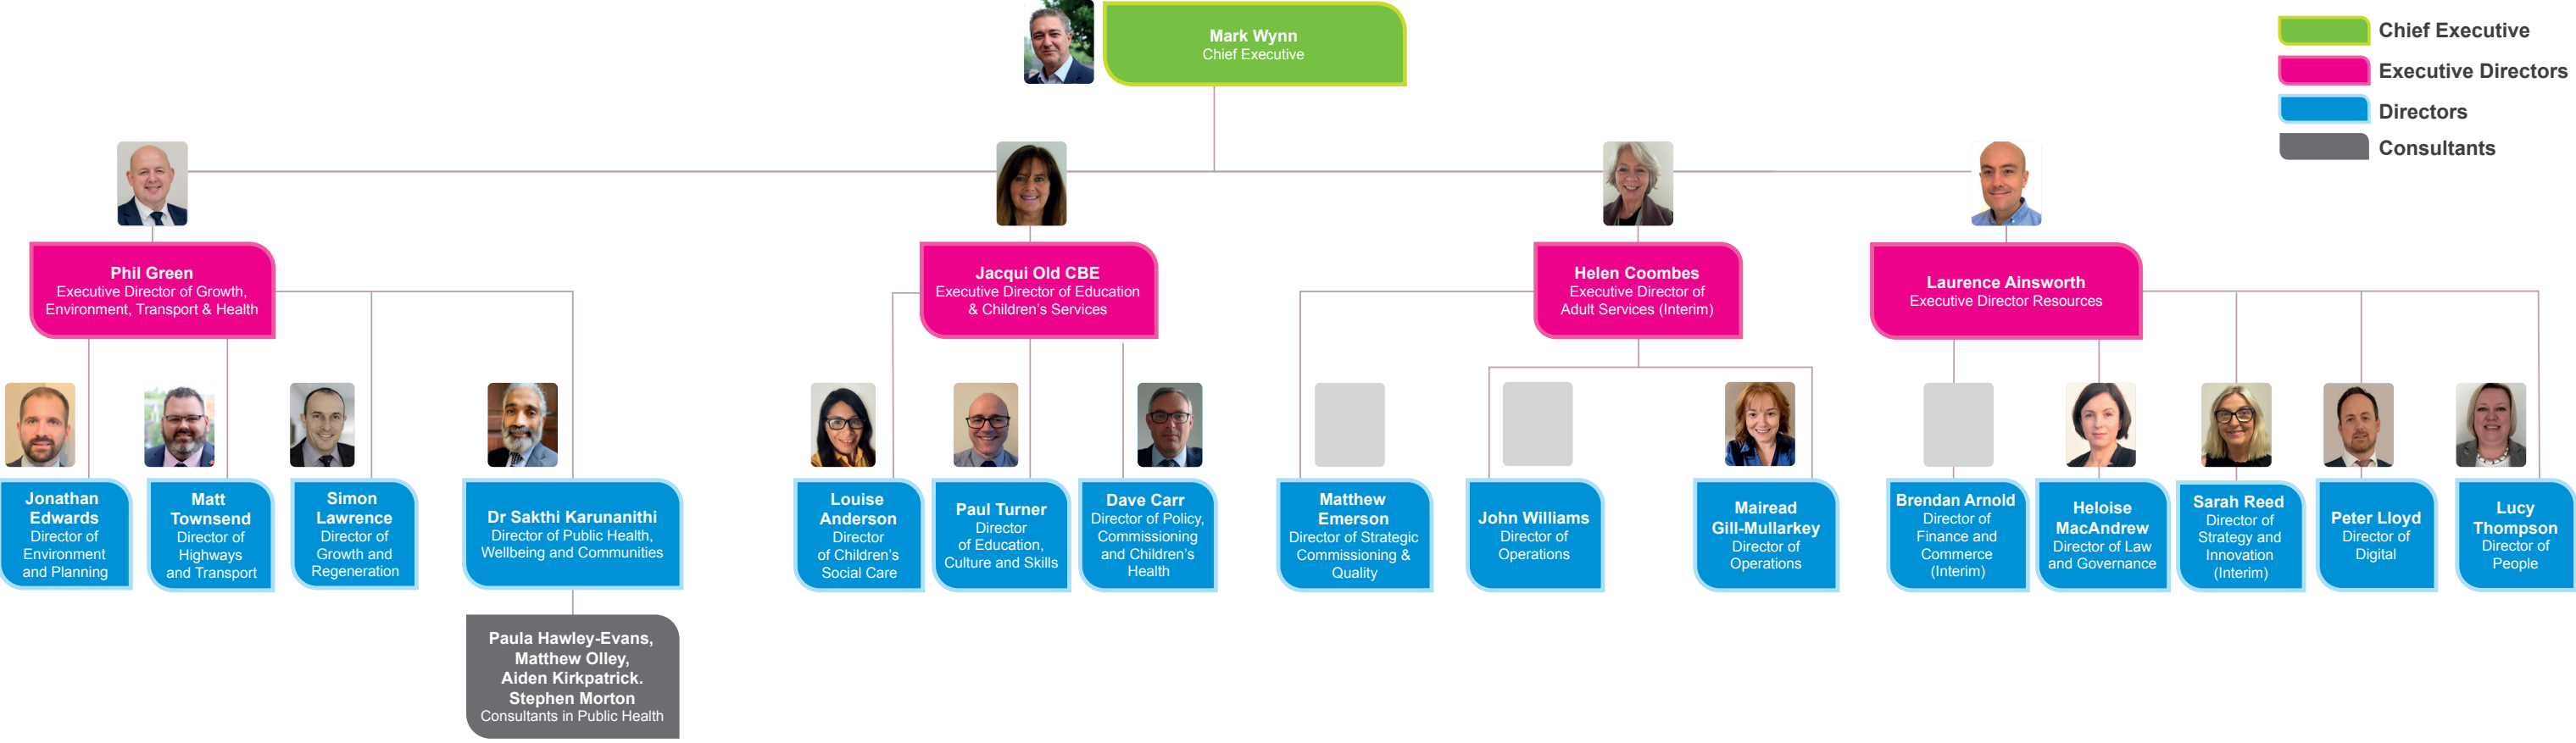 Mark Wynn
Chief Executive
Chief Executive
Executive Directors
Directors
Consultants
Phil Green
Executive Director of Growth,
Environment, Transport & Health
Jacqui Old CBE
Executive Director of Education
& Children's Services
Helen Coombes
Executive Director of
Adult Services (Interim)
Laurence Ainsworth
Executive Director Resources
Jonathan
Edwards
Director of
Environment
and Planning
Matt
Townsend
Director of
Highways
and Transport
Simon
Lawrence
Director of
Growth and
Regeneration
Dr Sakthi Karunanithi
Director of Public Health,
Wellbeing and Communities
Louise
Anderson
Director
of Children's
Social Care
Paul Turner
Director
of Education,
Culture and Skills
Dave Carr
Director of Policy,
Commissioning
and Children's
Health
Matthew
Emerson
Director of Strategic
Commissioning &
Quality
John Williams
Director of
Operations
Mairead
Gill-Mullarkey
Director of
Operations
Brendan Arnold
Director of
Finance and
Commerce
(Interim)
Heloise
MacAndrew
Director of Law
and Governance
Sarah Reed
Director of
Strategy and
Innovation
(Interim)
Peter Lloyd
Director of
Digital
Lucy
Thompson
Director of
People
Paula Hawley-Evans,
Matthew Olley,
Aiden Kirkpatrick.
Stephen Morton
Consultants in Public Health